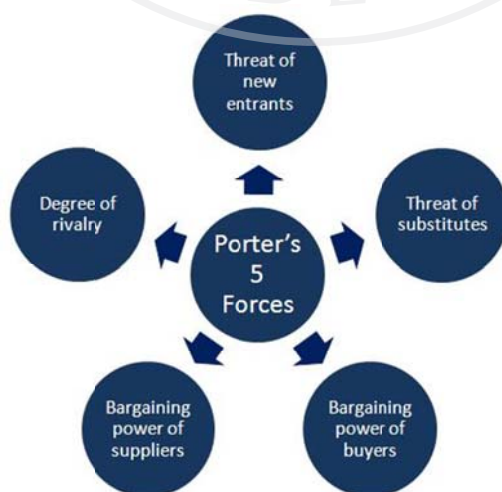 Threat of
new
entrants
Degree of
rivalry
Threat of
substitutes
Porter's
5
Forces
Bargaining
power of
suppliers
Bargaining
power of
buyers